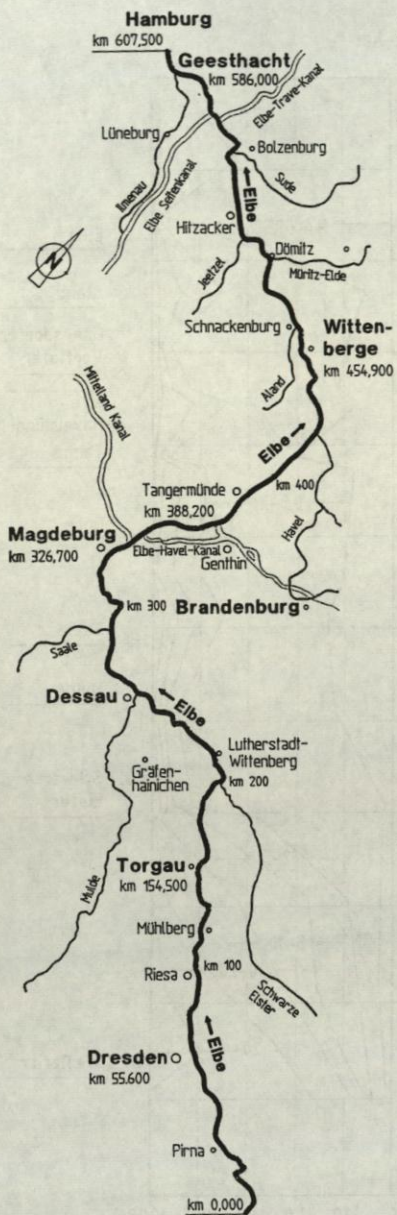 Hamburg
km 607,500
Geesthacht
km 586,000
Elbe-Trave-Kanal
Lüneburg
Bolzenburg
Ilmenau
Elbe Seitenkanal
Sude
Elbe
Hitzacker
N
Dömitz
Jeetzel
Müritz-Elde
Schnackenburg
Witten-
berge
km 454,900
Aland
Mittelland Kanal
Elbe
km 400
Tangermünde
km 388,200
Havel
Magdeburg
km 326,700
Elbe-Havel-Kanal
Genthin
km 300
Brandenburg
Saale
Dessau
Elbe
Lutherstadt-
Wittenberg
Gräfen-
hainichen
km 200
Torgau
km 154,500
Mulde
Mühlberg
km 100
Riesa
Schwarze
Elster
Elbe
Dresden
km 55.600
Pirna
km 0,000